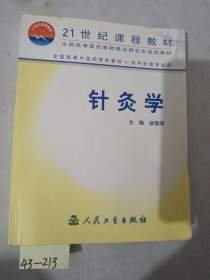 21世纪课程教材
全国高等医药教材建设研究会规划教材
全国高等中医药院校教材·供中医类专业用
针灸学
主编
人民卫生出版社
43-213